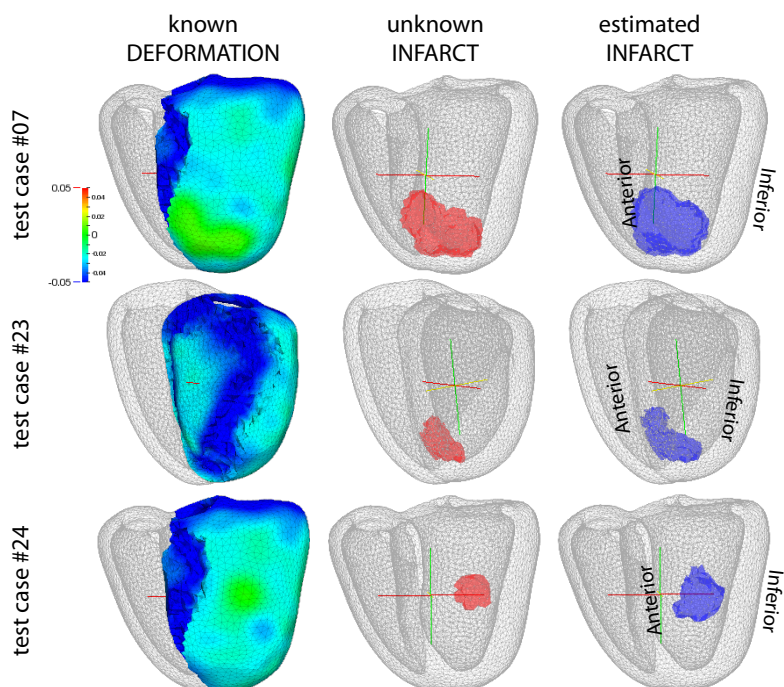 known
DEFORMATION
unknown
INFARCT
estimated
INFARCT
test case #07
0.05
0.04
0.02
0
0.02
0.04
-0.05
Anterior
Inferior
test case #23
Anterior
Inferior
test case #24
Anterior
Inferior